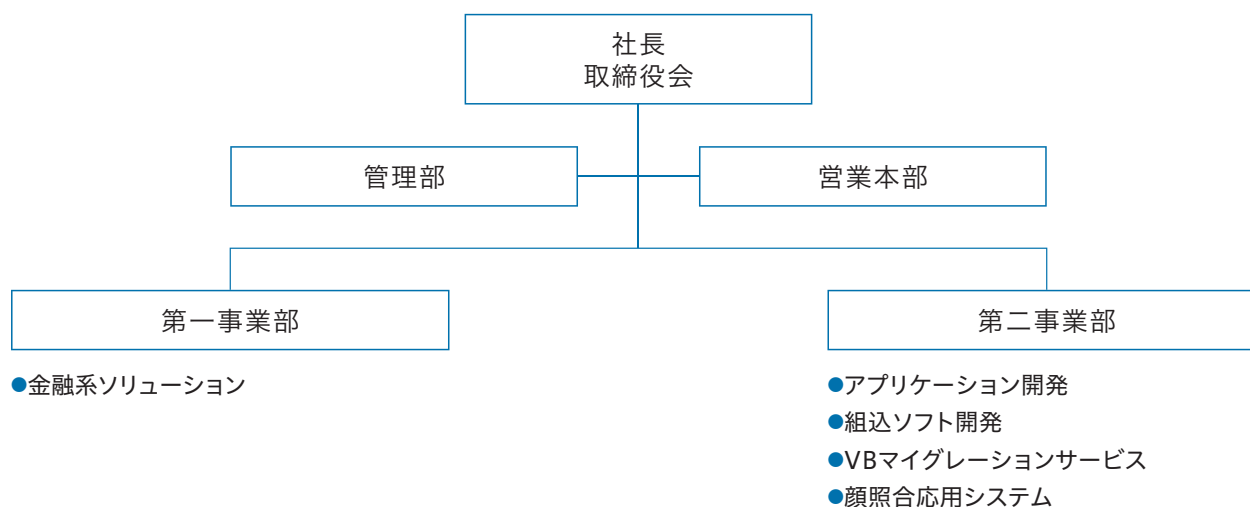 社長
取締役会
管理部
営業本部
第一事業部
第二事業部
●金融系ソリューション
●アプリケーション開発
●組込ソフト開発
●VBマイグレーションサービス
●顔照合応用システム